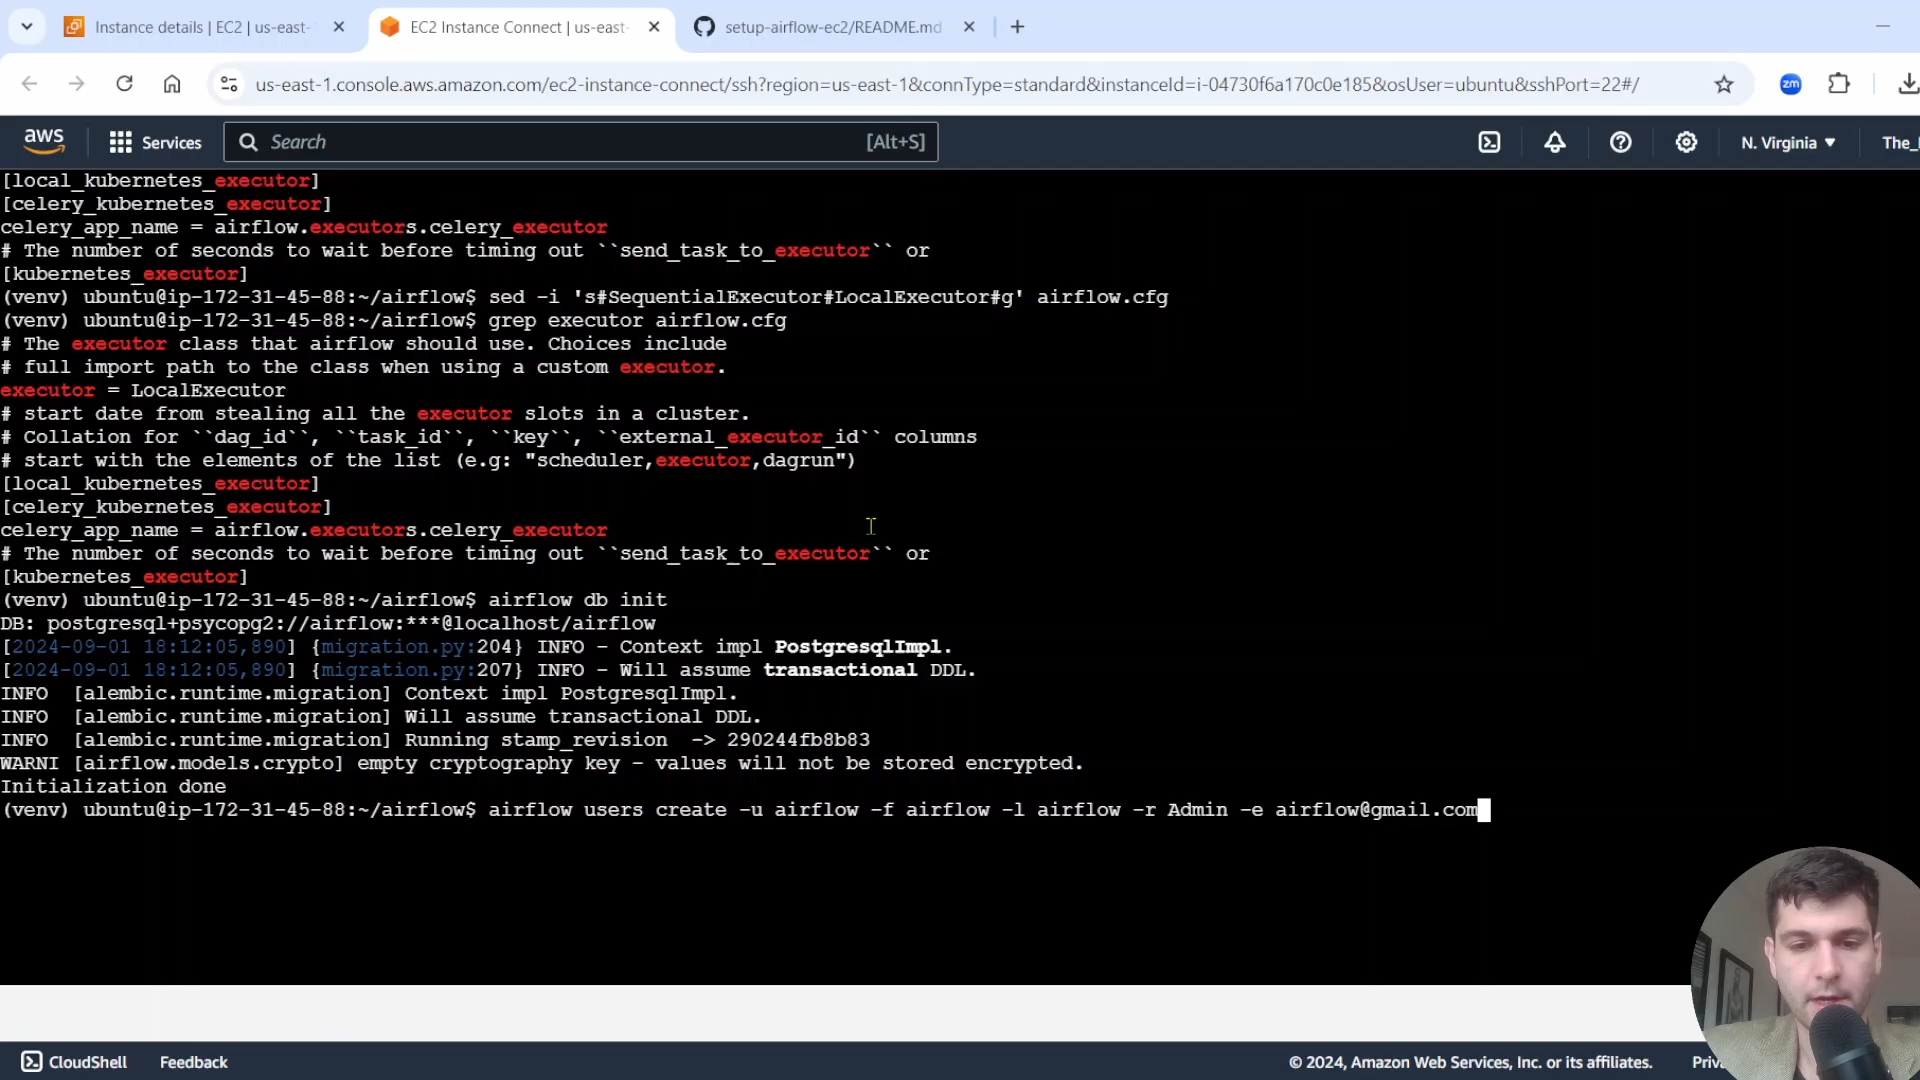 Instance details | EC2 | us-east-
EC2 Instance Connect | us-east-
setup-airflow-ec2/README.md
us-east-1.console.aws.amazon.com/ec2-instance-connect/ssh?region=us-east-1&connType=standard&instanceId=i-04730f6a170c0e185&osUser=ubuntu&sshPort=22#/
zm
aws
Services
Search
[Alt+S]
N. Virginia
The_
[local_kubernetes_executor]
[celery_kubernetes_executor]
celery_app_name = airflow.executors.celery_executor
# The number of seconds to wait before timing out ``send_task_to_executor`` or
[kubernetes_executor]
(venv) ubuntu@ip-172-31-45-88:~/airflow$ sed -i 's#SequentialExecutor#LocalExecutor#g' airflow.cfg
(venv) ubuntu@ip-172-31-45-88:~/airflow$ grep executor airflow.cfg
# The executor class that airflow should use. Choices include
# full import path to the class when using a custom executor.
executor = LocalExecutor
# start date from stealing all the executor slots in a cluster.
# Collation for ``dag_id``, ``task_id``, ``key``, ``external_executor_id`` columns
# start with the elements of the list (e.g: "scheduler,executor,dagrun")
[local_kubernetes_executor]
[celery_kubernetes_executor]
celery_app_name = airflow.executors.celery_executor
# The number of seconds to wait before timing out ``send_task_to_executor`` or
[kubernetes_executor]
(venv) ubuntu@ip-172-31-45-88:~/airflow$ airflow db init
DB: postgresql+psycopg2://airflow:***@localhost/airflow
[2024-09-01 18:12:05,890] {migration.py:204} INFO - Context impl PostgresqlImpl.
[2024-09-01 18:12:05,890] {migration.py:207} INFO - Will assume transactional DDL.
INFO  [alembic.runtime.migration] Context impl PostgresqlImpl.
INFO  [alembic.runtime.migration] Will assume transactional DDL.
INFO  [alembic.runtime.migration] Running stamp_revision  -> 290244fb8b83
WARNI [airflow.models.crypto] empty cryptography key - values will not be stored encrypted.
Initialization done
(venv) ubuntu@ip-172-31-45-88:~/airflow$ airflow users create -u airflow -f airflow -l airflow -r Admin -e airflow@gmail.com
CloudShell
Feedback
© 2024, Amazon Web Services, Inc. or its affiliates.
Priv